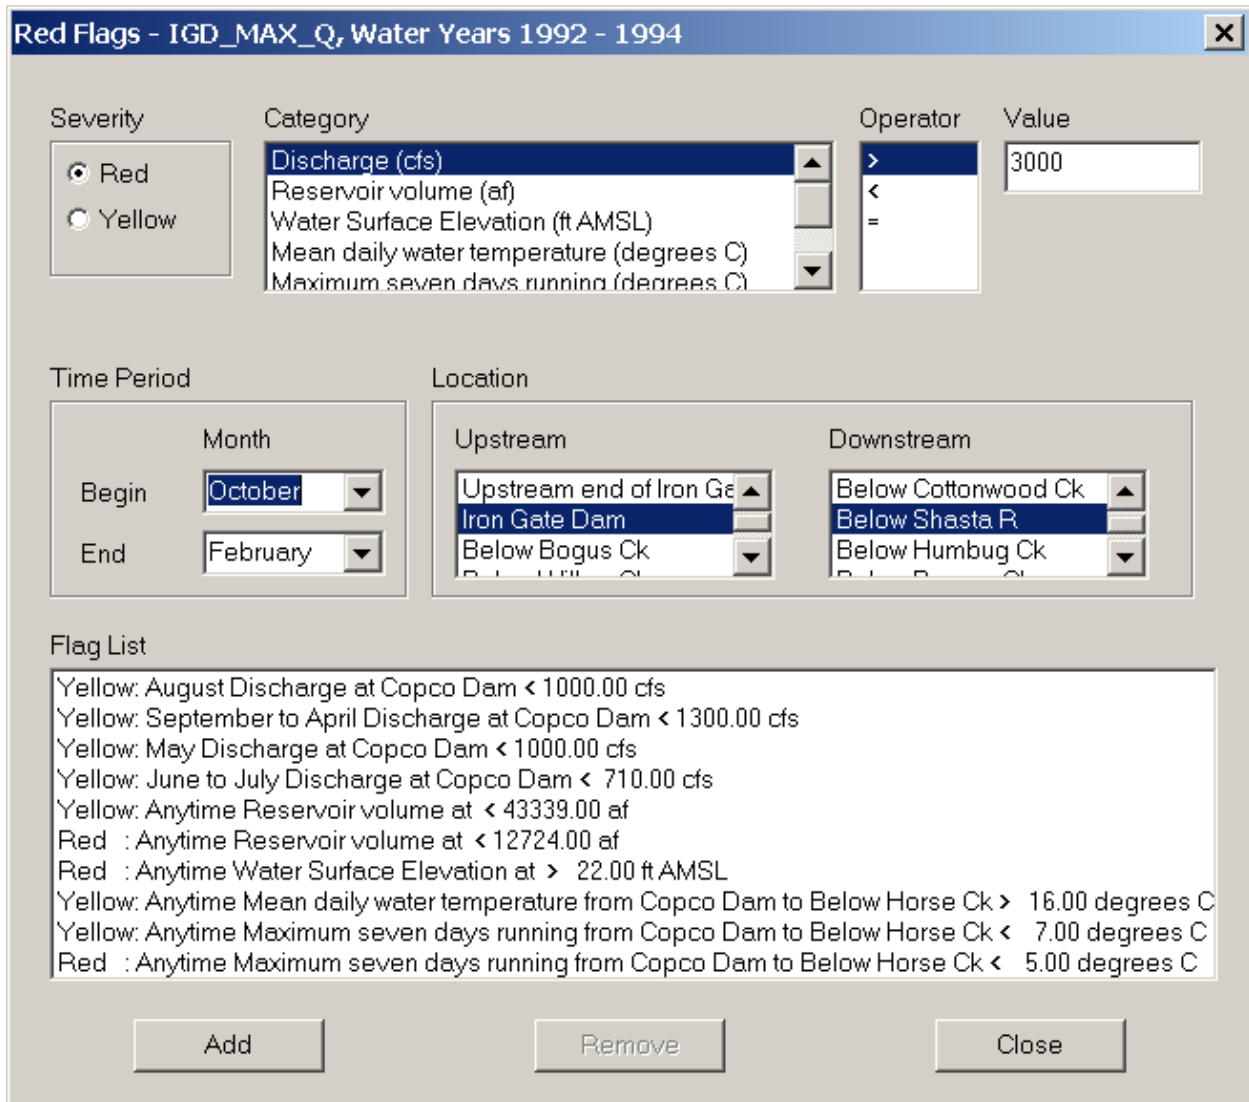 Red Flags - IGD_MAX_Q, Water Years 1992 - 1994
Severity
Red
Yellow
Category
Discharge (cfs)
Reservoir volume (af)
Water Surface Elevation (ft AMSL)
Mean daily water temperature (degrees C)
Maximum seven days running (degrees C)
Operator
>
<
=
Value
3000
Time Period
Month
Begin
October
End
February
Location
Upstream
Upstream end of Iron Ga
Iron Gate Dam
Below Bogus Ck
Downstream
Below Cottonwood Ck
Below Shasta R
Below Humbug Ck
Flag List
Yellow: August Discharge at Copco Dam < 1000.00 cfs
Yellow: September to April Discharge at Copco Dam < 1300.00 cfs
Yellow: May Discharge at Copco Dam < 1000.00 cfs
Yellow: June to July Discharge at Copco Dam < 710.00 cfs
Yellow: Anytime Reservoir volume at < 43339.00 af
Red : Anytime Reservoir volume at < 12724.00 af
Red : Anytime Water Surface Elevation at > 22.00 ft AMSL
Yellow: Anytime Mean daily water temperature from Copco Dam to Below Horse Ck > 16.00 degrees C
Yellow: Anytime Maximum seven days running from Copco Dam to Below Horse Ck < 7.00 degrees C
Red : Anytime Maximum seven days running from Copco Dam to Below Horse Ck < 5.00 degrees C
Add
Remove
Close